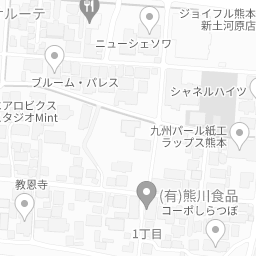 オルーテ
ジョイフル熊本
新土河原店
ニューシェソワ
ブルーム・パレス
シャネルハイツ
エアロビクス
スタジオMint
九州パール紙工
ラップス熊本
教恩寺
(有)熊川食品
コーポしらつぼ
1丁目